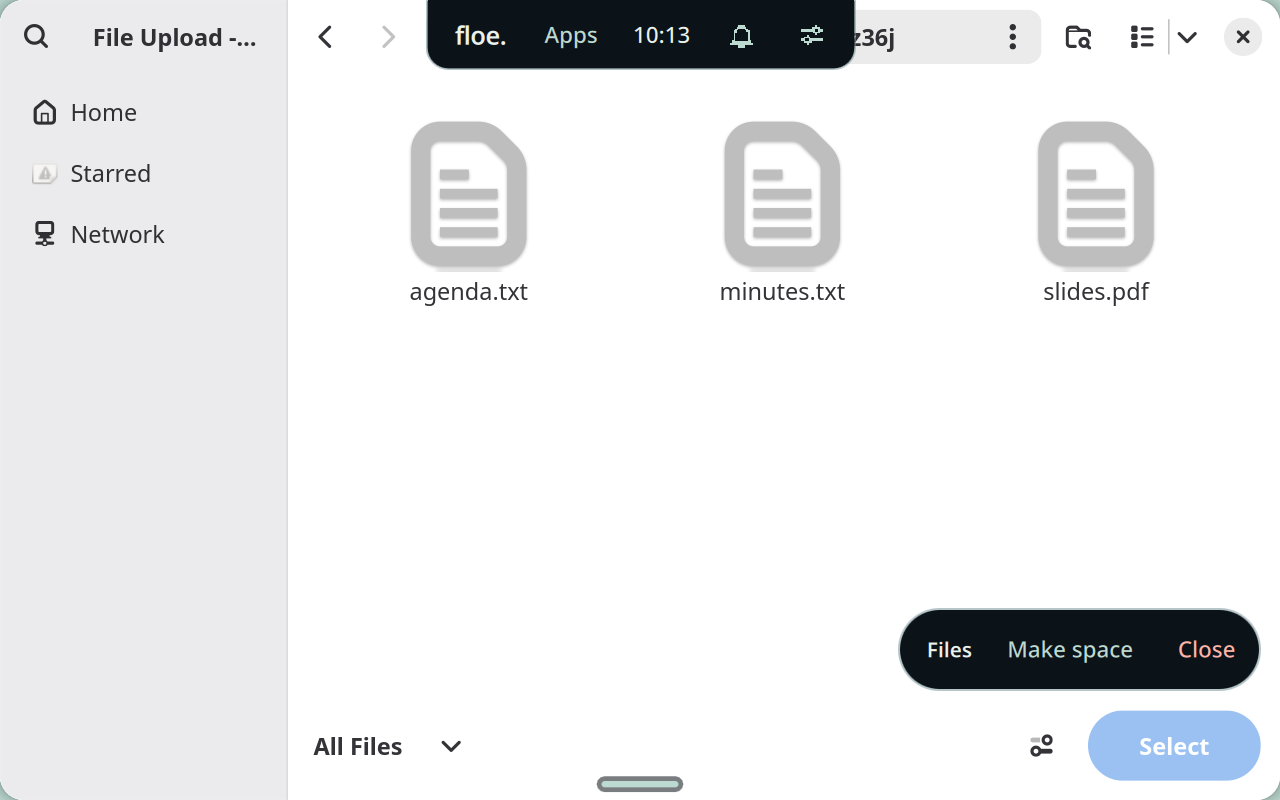 File Upload -...
floe. Apps 10:13
z36j
Home
Starred
Network
agenda.txt
minutes.txt
slides.pdf
Files Make space Close
All Files
Select